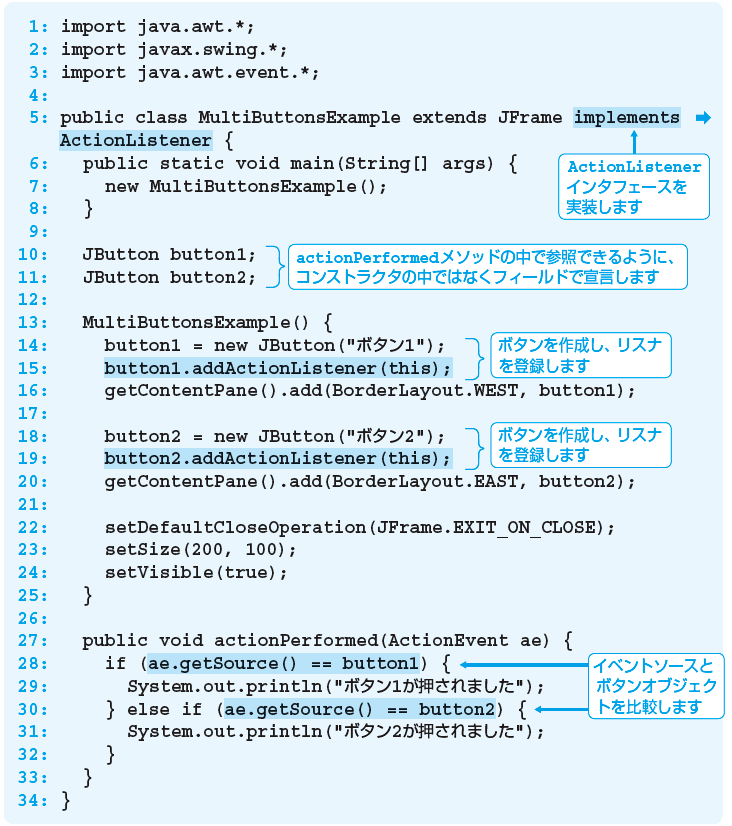 1: import java.awt.*;
2: import javax.swing.*;
3: import java.awt.event.*;
4:
5: public class MultiButtonsExample extends JFrame implements ➡
ActionListener {
6:   public static void main(String[] args) {
7:     new MultiButtonsExample();
8:   }
ActionListener
インタフェースを
実装します
9:
10:   JButton button1;
11:   JButton button2;
actionPerformedメソッドの中で参照できるように、
コンストラクタの中ではなくフィールドで宣言します
12:
13:   MultiButtonsExample() {
14:     button1 = new JButton("ボタン1");
15:     button1.addActionListener(this);
ボタンを作成し、リスナ
を登録します
16:     getContentPane().add(BorderLayout.WEST, button1);
17:
18:     button2 = new JButton("ボタン2");
19:     button2.addActionListener(this);
ボタンを作成し、リスナ
を登録します
20:     getContentPane().add(BorderLayout.EAST, button2);
21:
22:     setDefaultCloseOperation(JFrame.EXIT_ON_CLOSE);
23:     setSize(200, 100);
24:     setVisible(true);
25:   }
26:
27:   public void actionPerformed(ActionEvent ae) {
28:     if (ae.getSource() == button1) {
29:       System.out.println("ボタン1が押されました");
30:     } else if (ae.getSource() == button2) {
31:       System.out.println("ボタン2が押されました");
イベントソースと
ボタンオブジェク
トを比較します
32:     }
33:   }
34: }